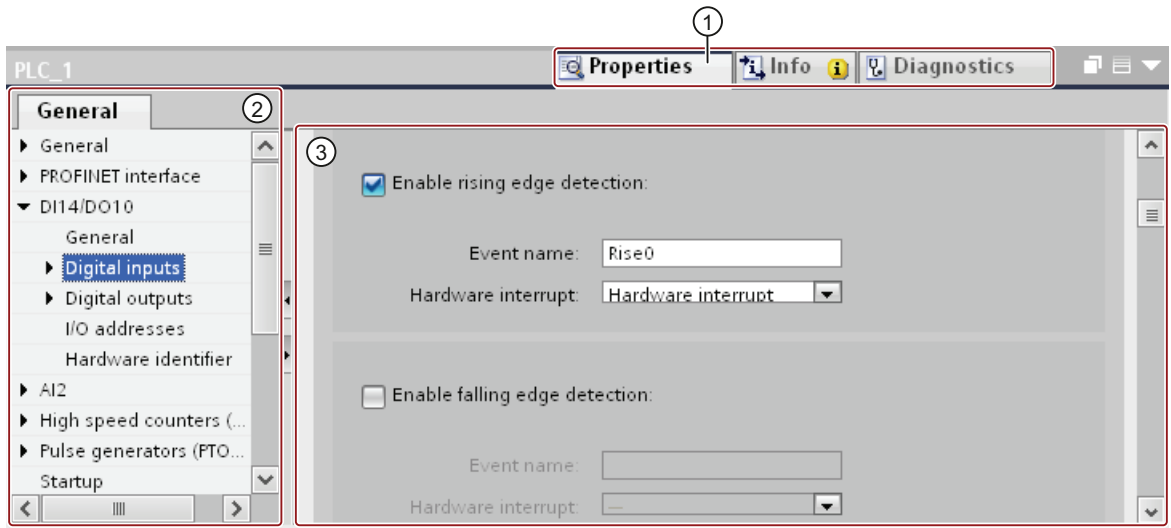 1
PLC_1
Properties
Info
Diagnostics
General
2
General
PROFINET interface
DI14/DO10
General
Digital inputs
Digital outputs
I/O addresses
Hardware identifier
AI2
High speed counters (...
Pulse generators (PTO...
Startup
3
Enable rising edge detection:
Event name: Rise0
Hardware interrupt: Hardware interrupt
Enable falling edge detection:
Event name:
Hardware interrupt: ---